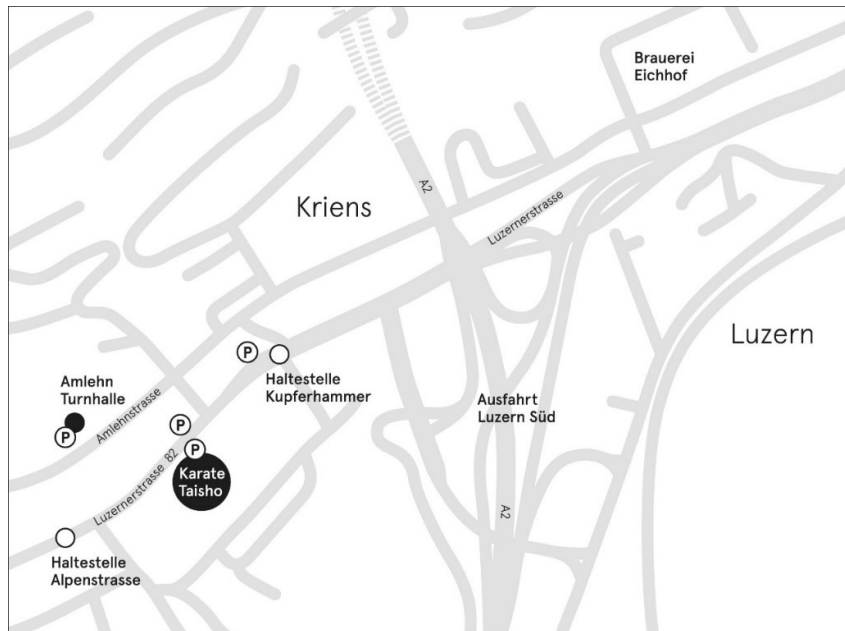 Brauerei
Eichhof
A2
Kriens
Luzernerstrasse
Luzern
P
Haltestelle
Kupferhammer
Amlehn
Turnhalle
P
Amlehnstrasse
P
P
Ausfahrt
Luzern Süd
Karate
Taisho
Luzernerstrasse 82
A2
Haltestelle
Alpenstrasse